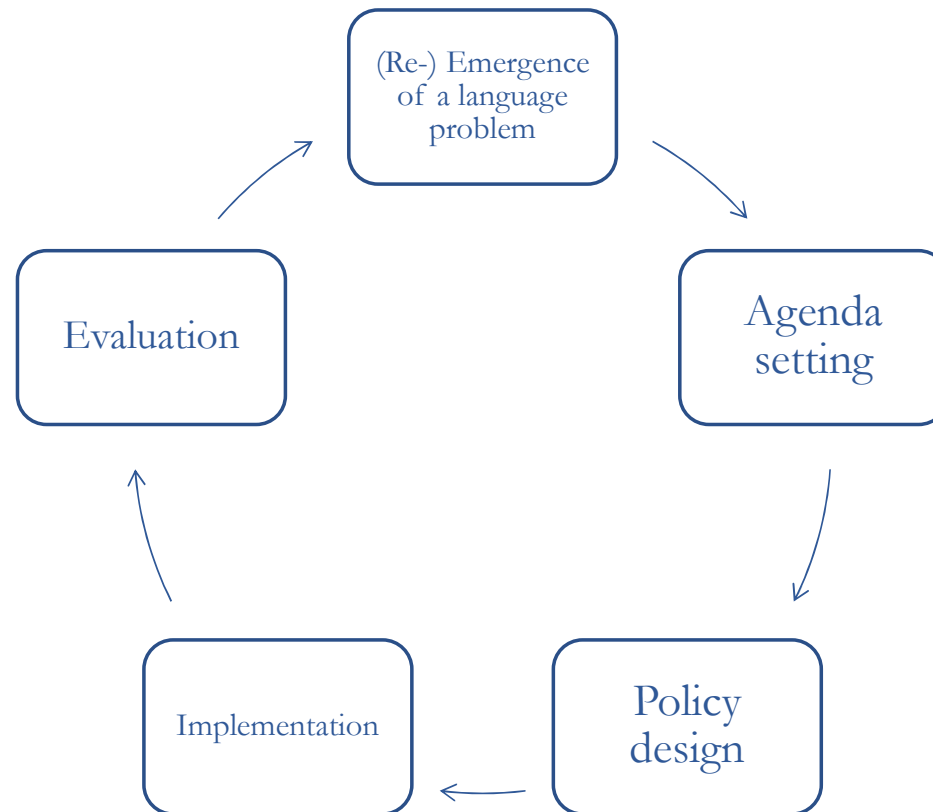 (Re-) Emergence
of a language
problem
Agenda
setting
Policy
design
Implementation
Evaluation